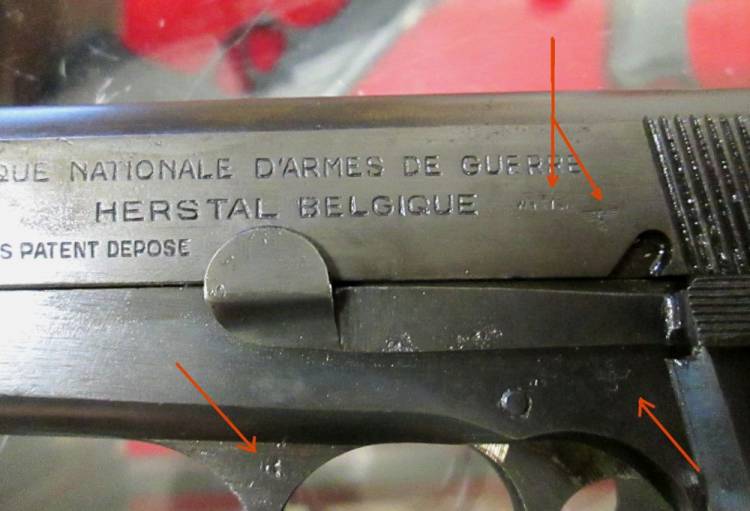 QUE NATIONALE D'ARMES DE GUERRE
HERSTAL BELGIQUE
S PATENT DEPOSE